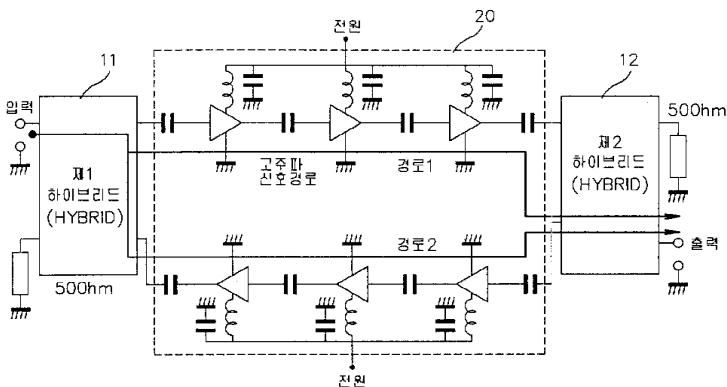 전원
20
11
12
입력
500hm
제1
하이브리드
(HYBRID)
고주파
신호경로
경로1
제2
하이브리드
(HYBRID)
경로2
출력
500hm
전원